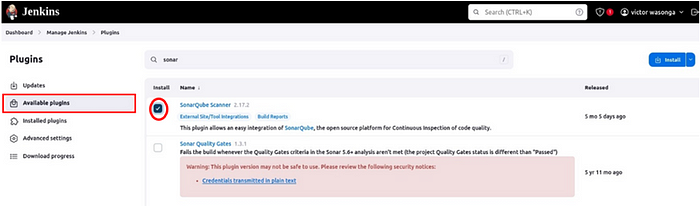 Jenkins
Search (CTRL+K)
1
victor wasonga
Dashboard > Manage Jenkins > Plugins
Plugins
sonar
/
Install
Updates
Available plugins
Installed plugins
Advanced settings
Download progress
Install Name ↓ Released
SonarQube Scanner 2.17.2
External Site/Tool Integrations Build Reports
This plugin allows an easy integration of SonarQube, the open source platform for Continuous Inspection of code quality.
5 mo 5 days ago
Sonar Quality Gates 1.3.1
Fails the build whenever the Quality Gates criteria in the Sonar 5.6+ analysis aren't met (the project Quality Gates status is different than "Passed")
Warning: This plugin version may not be safe to use. Please review the following security notices:
• Credentials transmitted in plain text
5 yr 11 mo ago